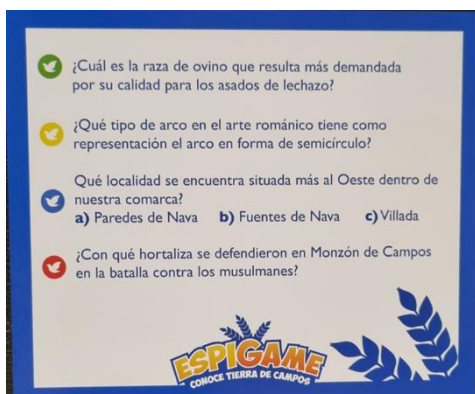 ¿Cuál es la raza de ovino que resulta más demandada
por su calidad para los asados de lechazo?
¿Qué tipo de arco en el arte románico tiene como
representación el arco en forma de semicírculo?
Qué localidad se encuentra situada más al Oeste dentro de
nuestra comarca?
a) Paredes de Nava b) Fuentes de Nava c) Villada
¿Con qué hortaliza se defendieron en Monzón de Campos
en la batalla contra los musulmanes?
ESPIGAME
CONOCE TIERRA DE CAMPOS